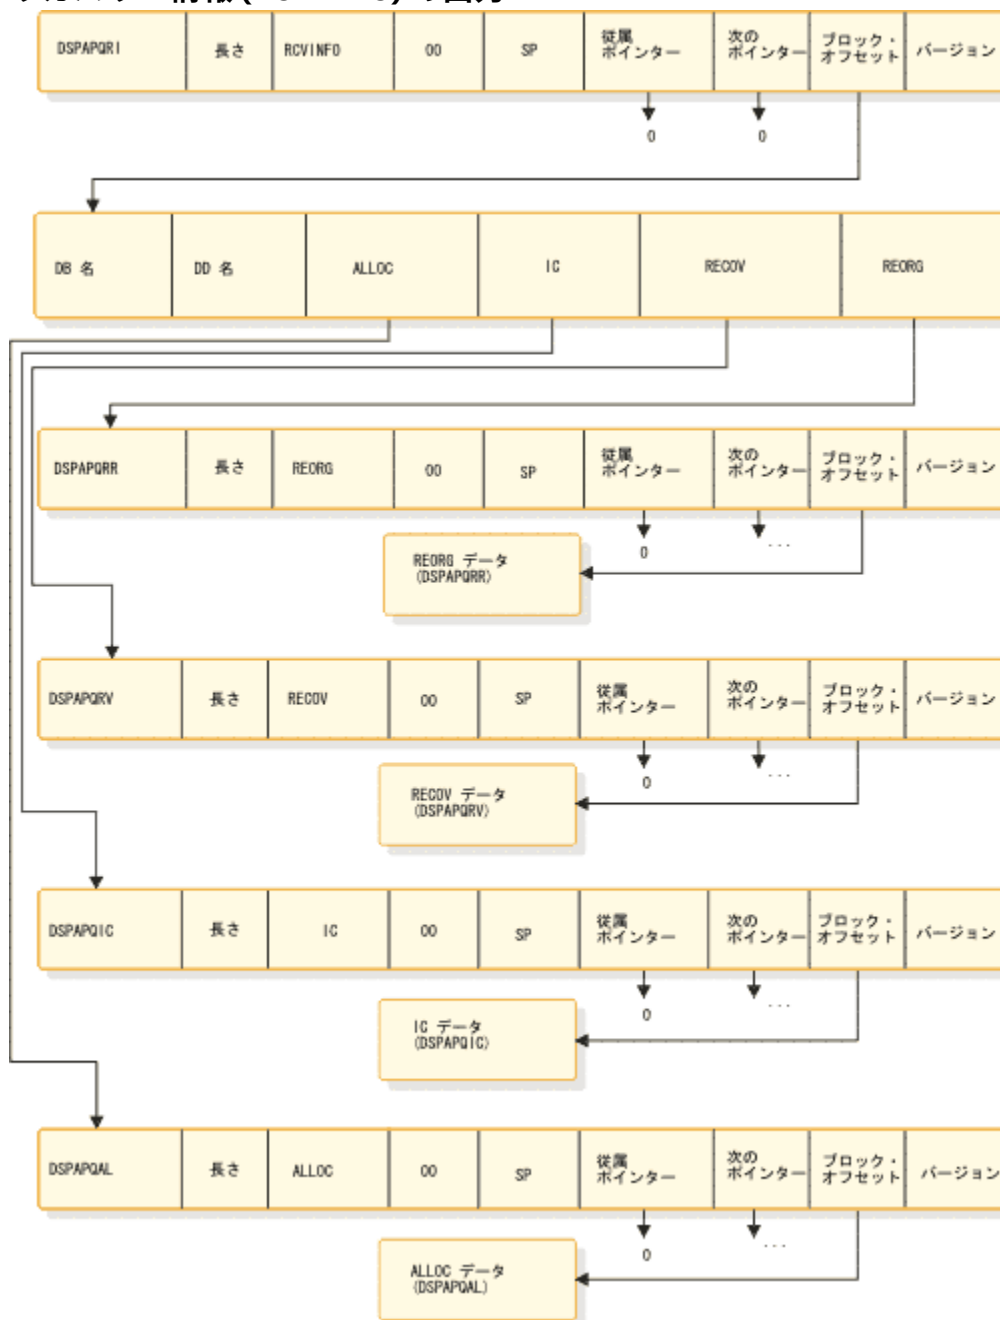 DSPAPQRI 長さ RCVINFO 00 SP 従属 ポインター 次の ポインター ブロック・ オフセット バージョン
0 0
DB 名 DD 名 ALLOC IC RECOV REORG
DSPAPQRR 長さ REORG 00 SP 従属 ポインター 次の ポインター ブロック・ オフセット バージョン
0 ...
REORG データ
(DSPAPQRR)
DSPAPQRV 長さ RECOV 00 SP 従属 ポインター 次の ポインター ブロック・ オフセット バージョン
0 ...
RECOV データ
(DSPAPQRV)
DSPAPQIC 長さ IC 00 SP 従属 ポインター 次の ポインター ブロック・ オフセット バージョン
0 ...
IC データ
(DSPAPQIC)
DSPAPQAL 長さ ALLOC 00 SP 従属 ポインター 次の ポインター ブロック・ オフセット バージョン
0 ...
ALLOC データ
(DSPAPQAL)